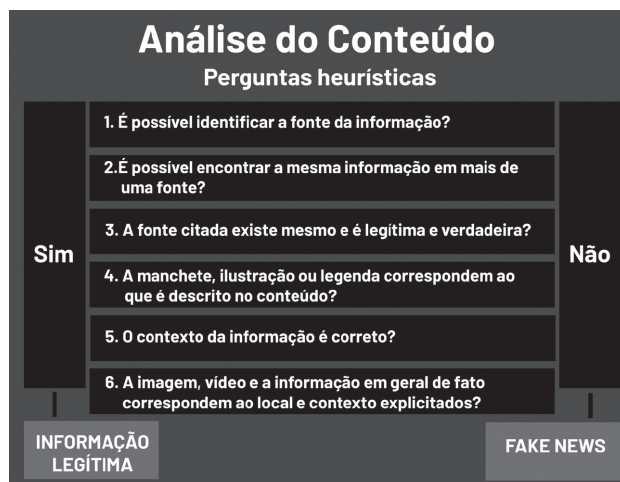 Análise do Conteúdo
Perguntas heurísticas
1. É possível identificar a fonte da informação?
2.É possível encontrar a mesma informação em mais de
uma fonte?
3. A fonte citada existe mesmo e é legítima e verdadeira?
4. A manchete, ilustração ou legenda correspondem ao
que é descrito no conteúdo?
5. O contexto da informação é correto?
6. A imagem, vídeo e a informação em geral de fato
correspondem ao local e contexto explicitados?
Sim
Não
INFORMAÇÃO
LEGÍTIMA
FAKE NEWS